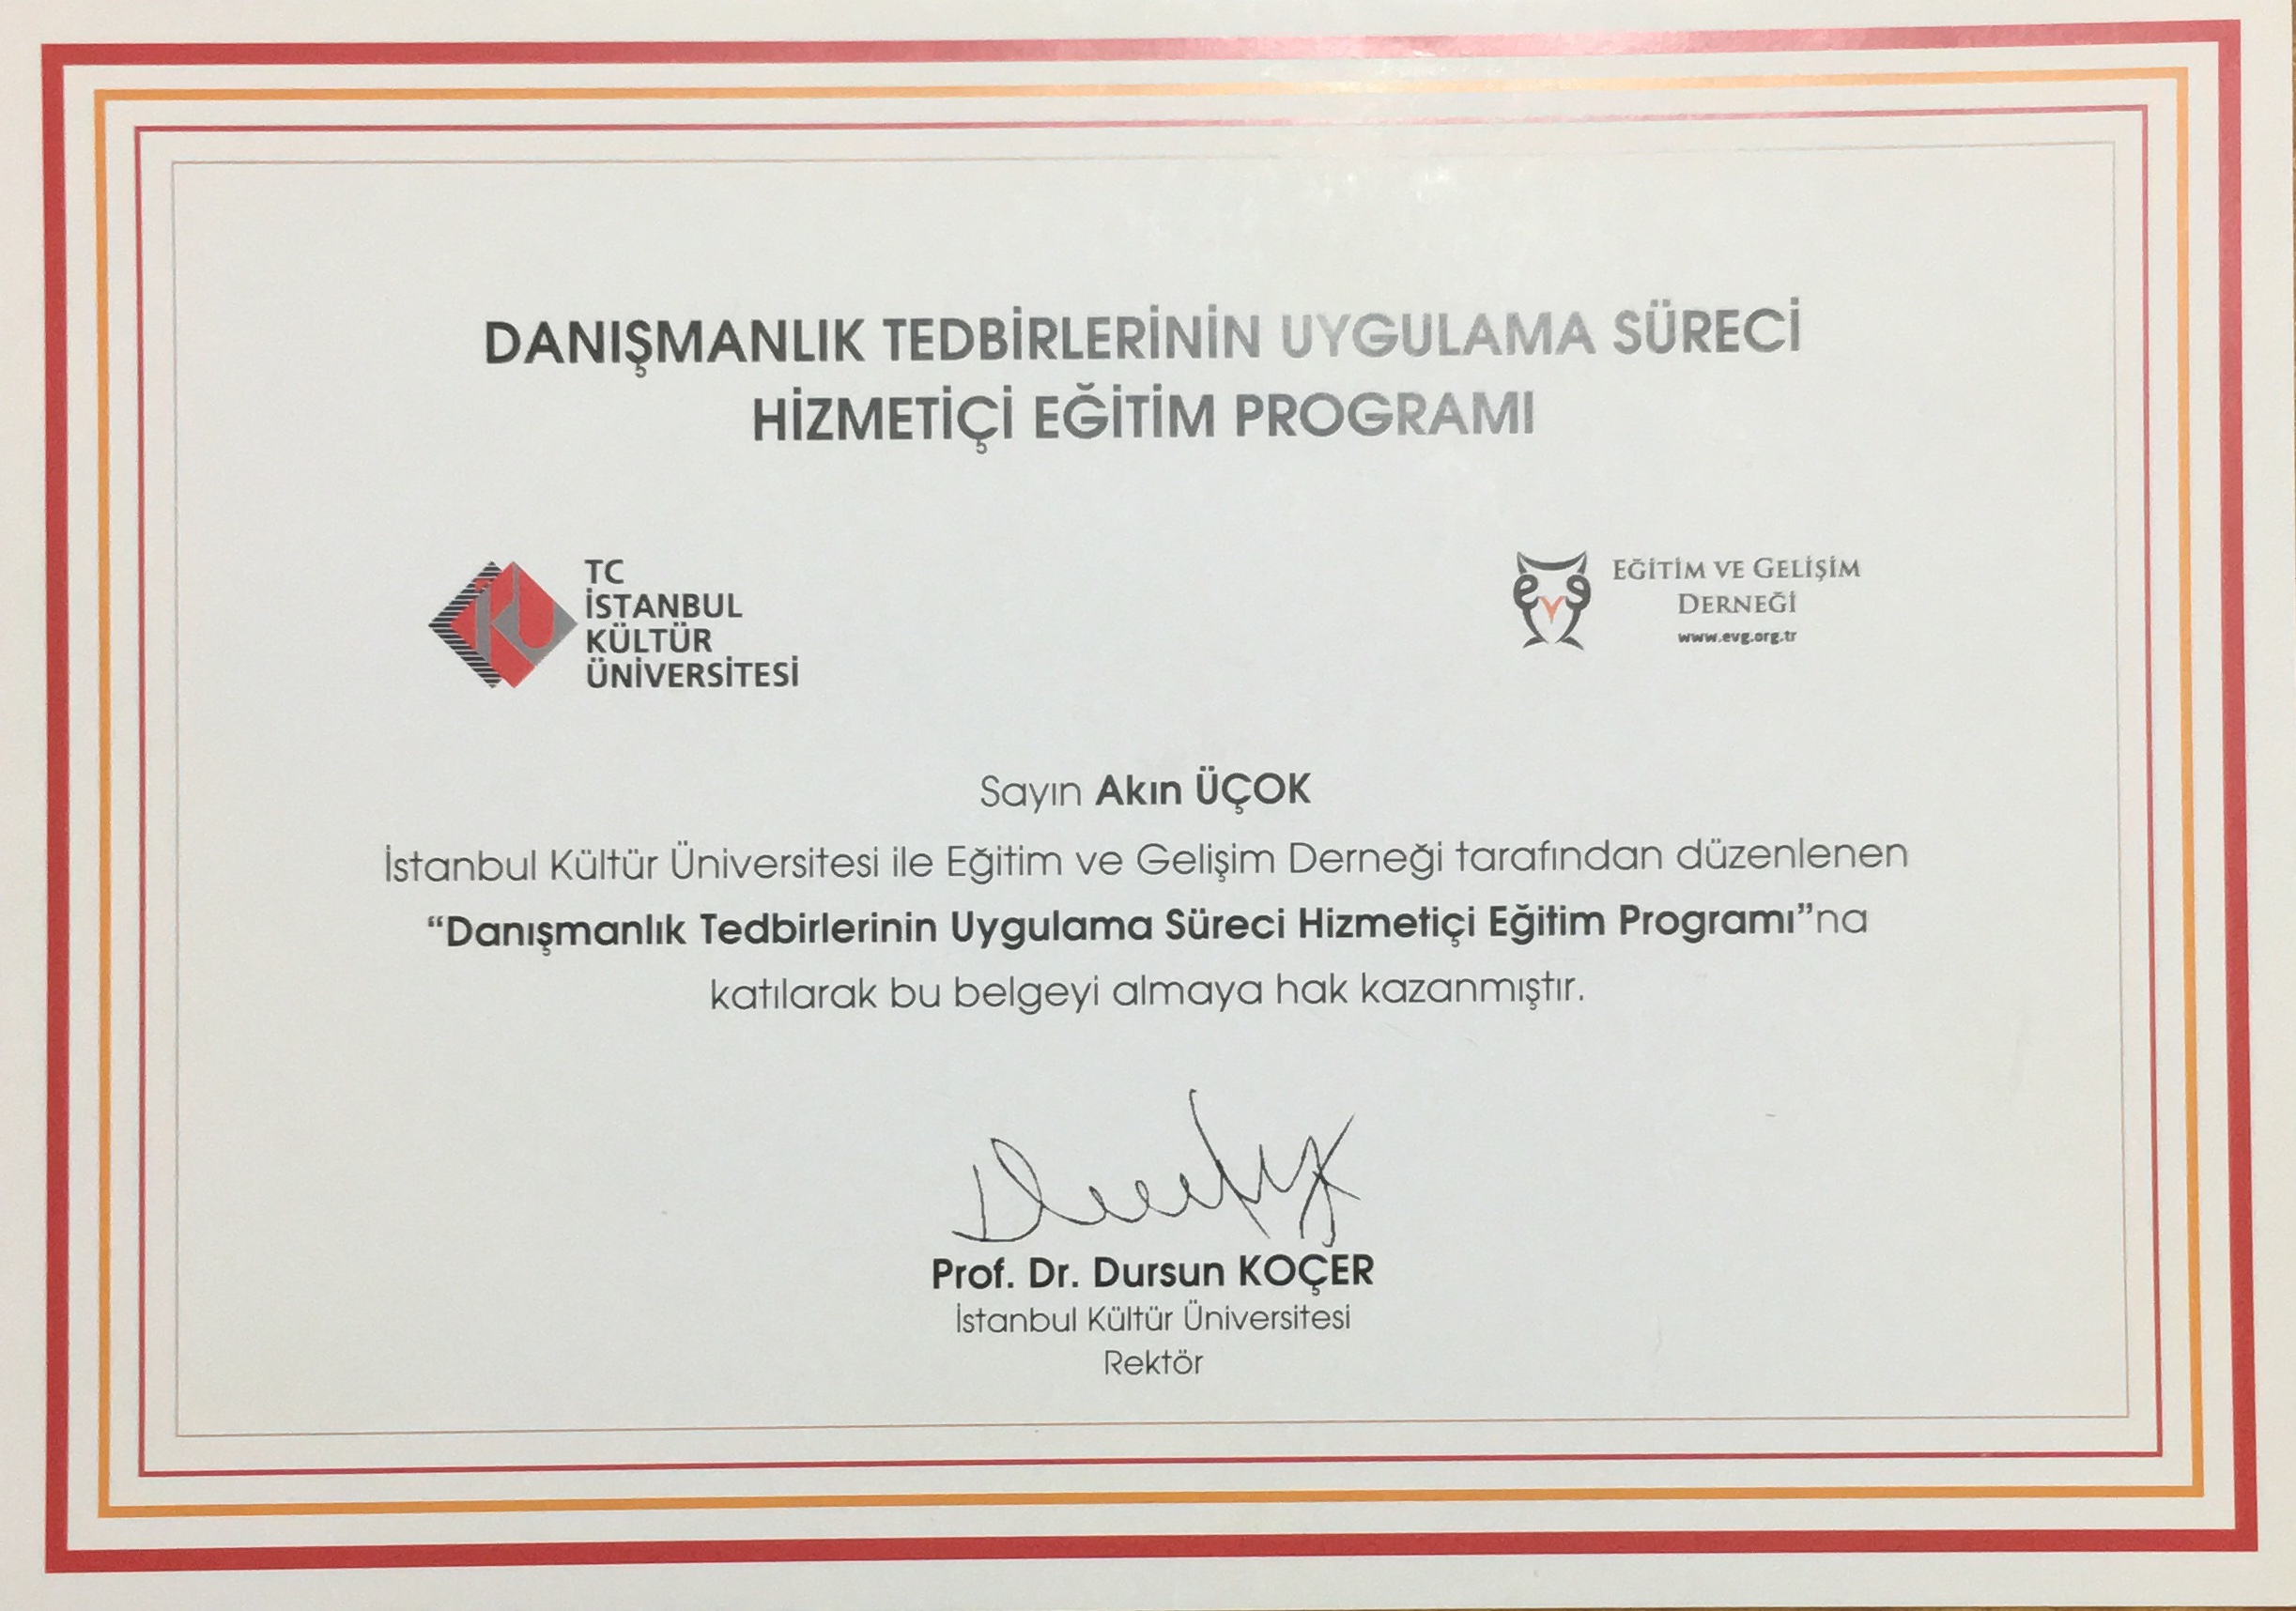 DANIŞMANLIK TEDBİRLERİNİN UYGULAMA SÜRECİ
HİZMETİÇİ EĞİTİM PROGRAMI
TC
İSTANBUL
KÜLTÜR
ÜNİVERSİTESİ
EĞİTİM VE GELİŞİM
DERNEĞİ
www.evg.org.tr
Sayın Akın ÜÇOK
İstanbul Kültür Üniversitesi ile Eğitim ve Gelişim Derneği tarafından düzenlenen
“Danışmanlık Tedbirlerinin Uygulama Süreci Hizmetiçi Eğitim Programı”na
katılarak bu belgeyi almaya hak kazanmıştır.
Prof. Dr. Dursun KOÇER
İstanbul Kültür Üniversitesi
Rektör